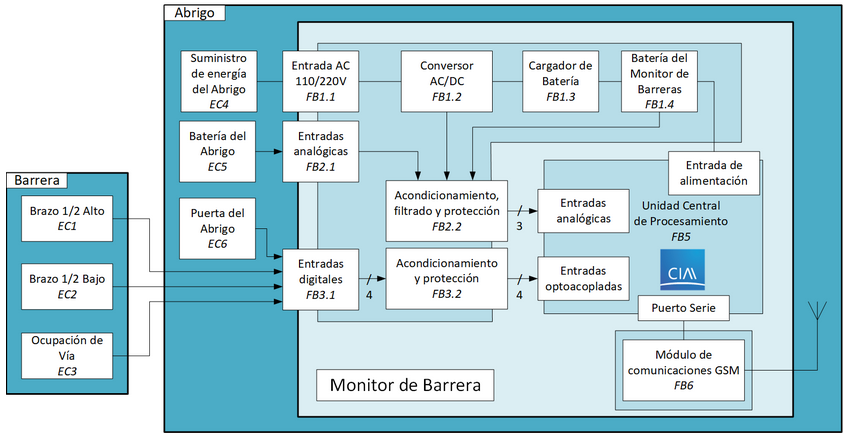 Abrigo
Suministro
de energía
del Abrigo
EC4
Entrada AC
110/220V
FB1.1
Conversor
AC/DC
FB1.2
Cargador de
Batería
FB1.3
Batería del
Monitor de
Barreras
FB1.4
Batería del
Abrigo
EC5
Entradas
analógicas
FB2.1
Entrada de
alimentación
Barrera
Brazo 1/2 Alto
EC1
Puerta del
Abrigo
EC6
Acondicionamiento,
filtrado y protección
FB2.2
3
Entradas
analógicas
Unidad Central
de Procesamiento
FB5
Brazo 1/2 Bajo
EC2
Entradas
digitales
FB3.1
4
Acondicionamiento
y protección
FB3.2
4
Entradas
optoacopladas
CIAA
Puerto Serie
Ocupación de
Vía
EC3
Monitor de Barrera
Módulo de
comunicaciones GSM
FB6